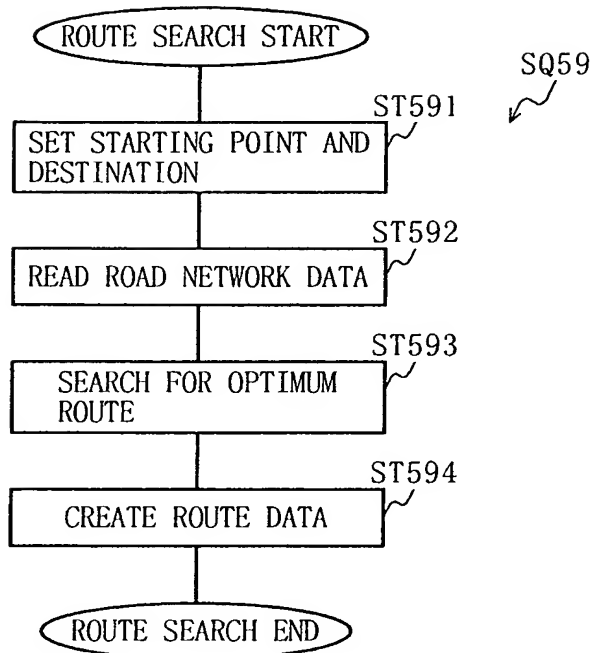 ROUTE SEARCH START
SQ59
ST591
SET STARTING POINT AND
DESTINATION
ST592
READ ROAD NETWORK DATA
ST593
SEARCH FOR OPTIMUM
ROUTE
ST594
CREATE ROUTE DATA
ROUTE SEARCH END